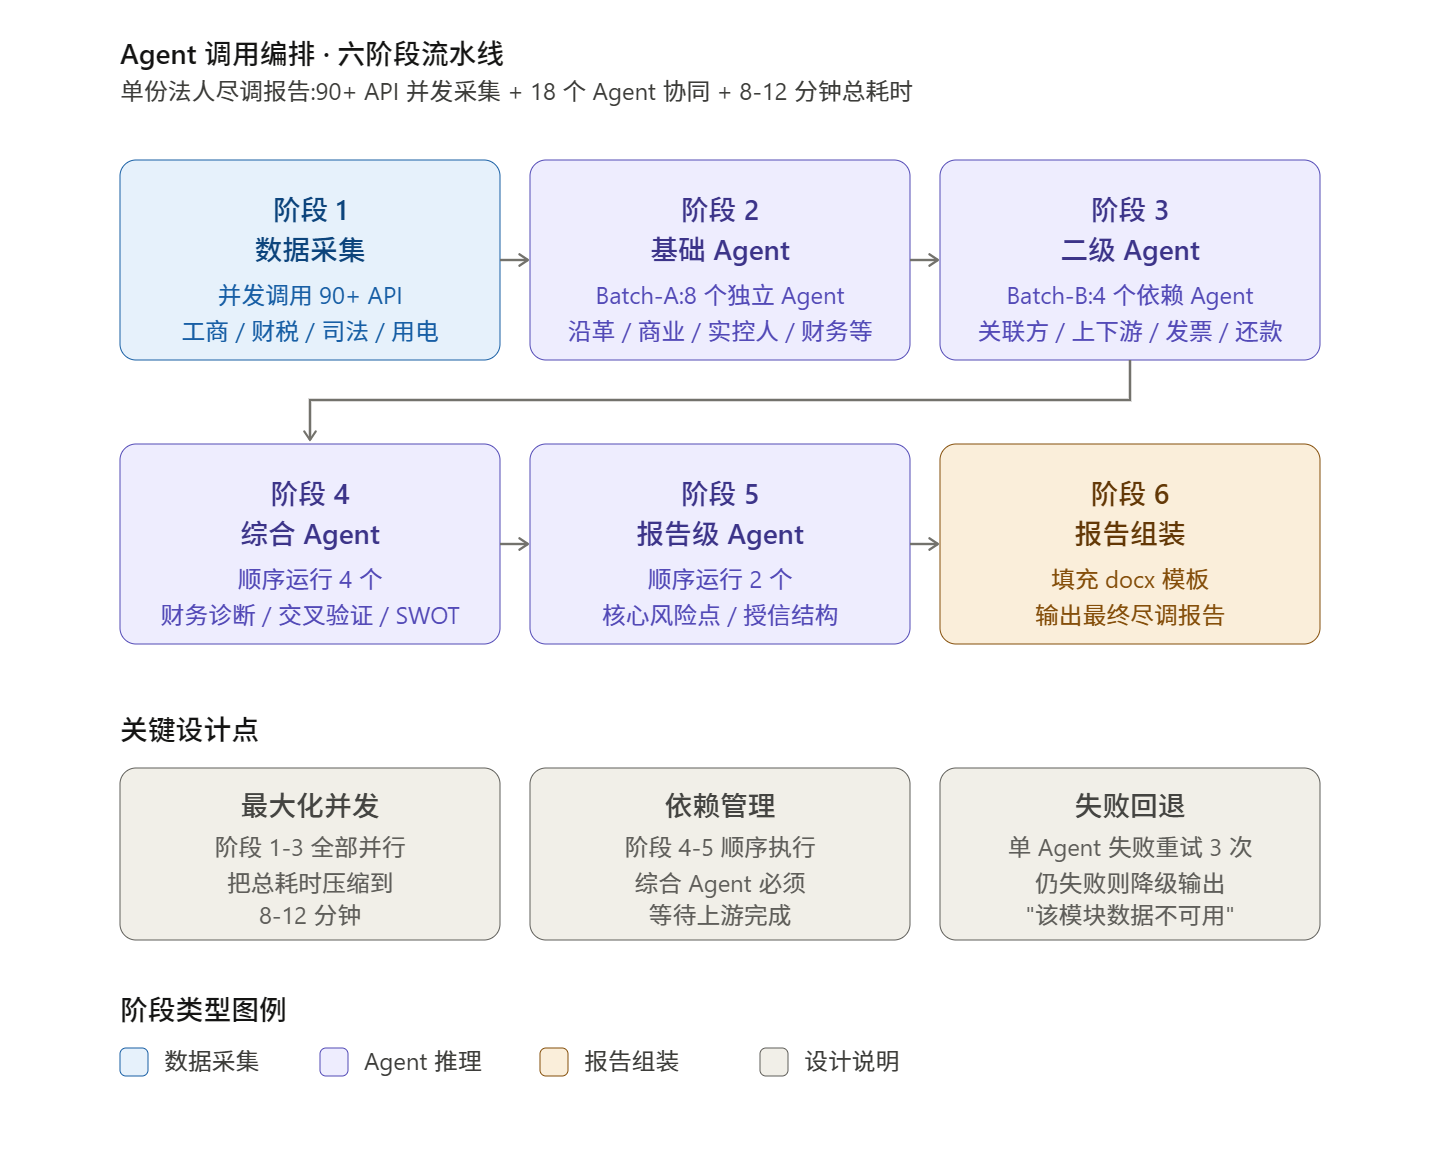 Agent 调用编排 · 六阶段流水线
单份法人尽调报告:90+ API 并发采集 + 18 个 Agent 协同 + 8-12 分钟总耗时
阶段 1
数据采集
并发调用 90+ API
工商 / 财税 / 司法 / 用电
阶段 2
基础 Agent
Batch-A:8 个独立 Agent
沿革 / 商业 / 实控人 / 财务等
阶段 3
二级 Agent
Batch-B:4 个依赖 Agent
关联方 / 上下游 / 发票 / 还款
阶段 4
综合 Agent
顺序运行 4 个
财务诊断 / 交叉验证 / SWOT
阶段 5
报告级 Agent
顺序运行 2 个
核心风险点 / 授信结构
阶段 6
报告组装
填充 docx 模板
输出最终尽调报告
关键设计点
最大化并发
阶段 1-3 全部并行
把总耗时压缩到
8-12 分钟
依赖管理
阶段 4-5 顺序执行
综合 Agent 必须
等待上游完成
失败回退
单 Agent 失败重试 3 次
仍失败则降级输出
"该模块数据不可用"
阶段类型图例
数据采集
Agent 推理
报告组装
设计说明